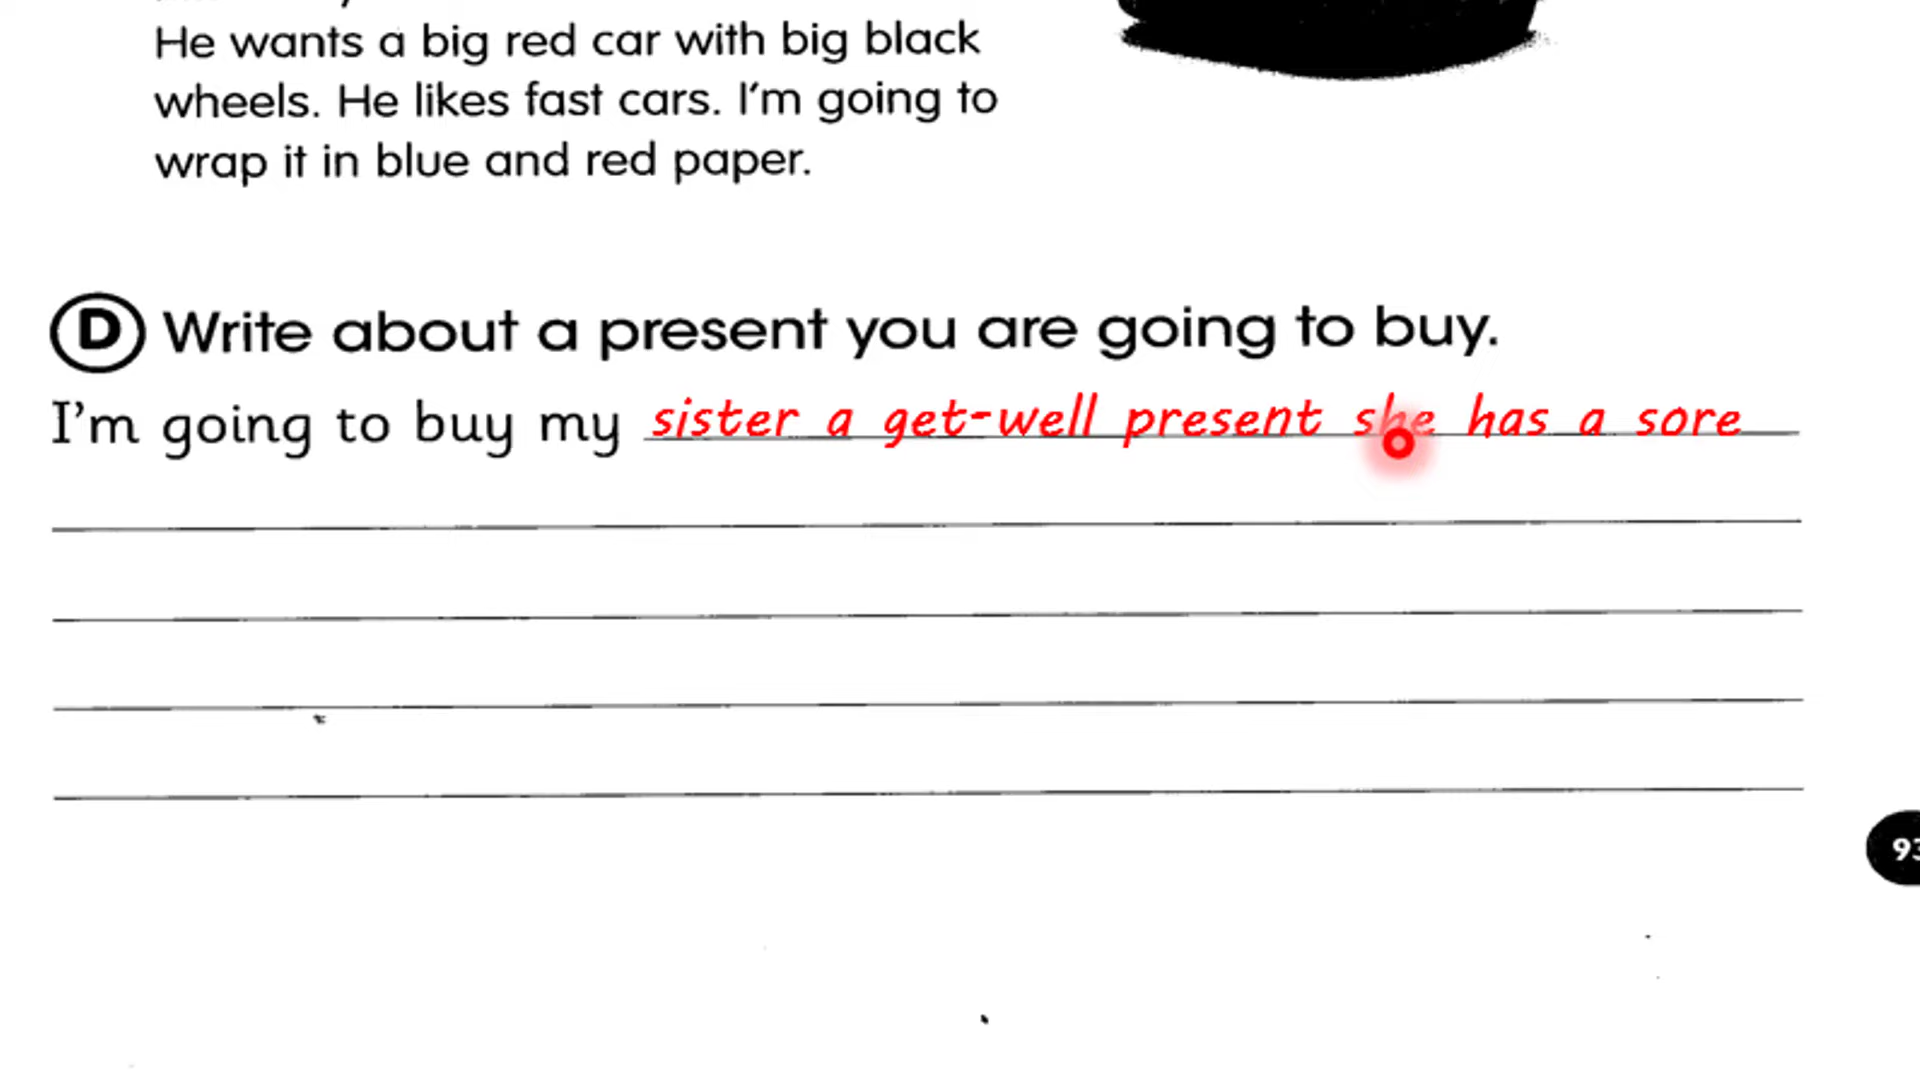 He wants a big red car with big black
wheels. He likes fast cars. I'm going to
wrap it in blue and red paper.
D Write about a present you are going to buy.
I'm going to buy my sister a get-well present she has a sore